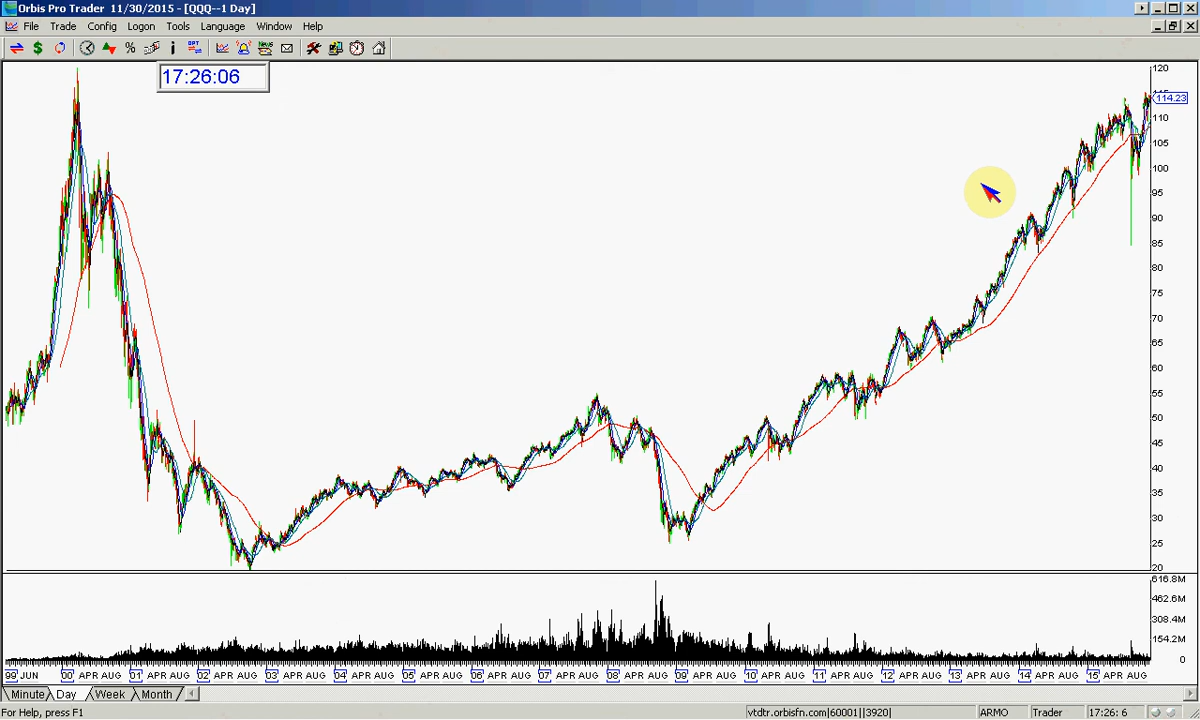 Orbis Pro Trader 11/30/2015 - [QQQ--1 Day]
File Trade Config Logon Tools Language Window Help
17:26:06
120
114.23
110
105
100
95
90
85
80
75
70
65
60
55
50
45
40
35
30
25
20
616.8M
462.6M
308.4M
154.2M
0
99 JUN 00 APR AUG 01 APR AUG 02 APR AUG 03 APR AUG 04 APR AUG 05 APR AUG 06 APR AUG 07 APR AUG 08 APR AUG 09 APR AUG 10 APR AUG 11 APR AUG 12 APR AUG 13 APR AUG 14 APR AUG 15 APR AUG
Minute Day Week Month
For Help, press F1 vtdtr.orbisfn.com|60001||3920| ARMO Trader 17:26: 6